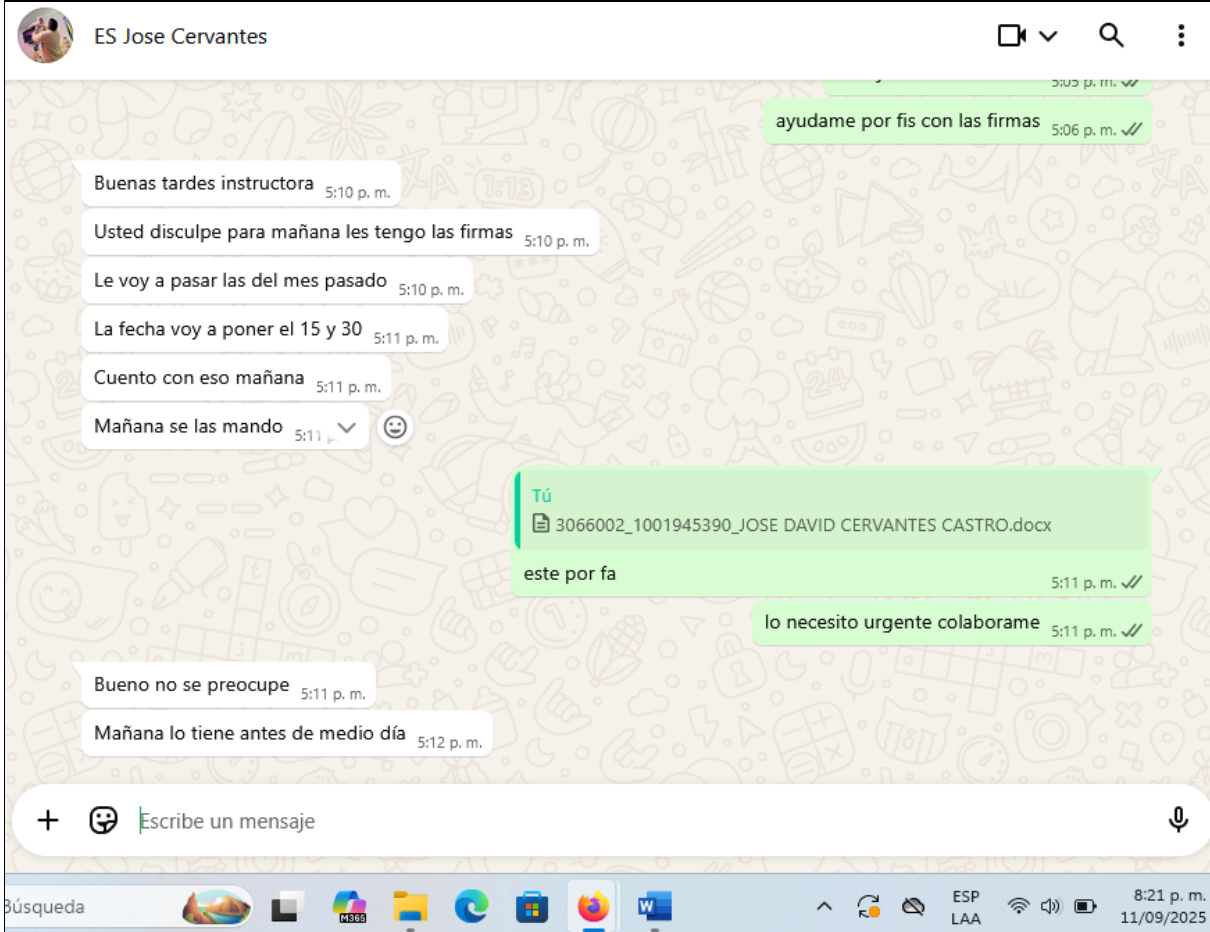 ES Jose Cervantes
5:05 p. m.
ayudame por fis con las firmas 5:06 p. m.
Buenas tardes instructora 5:10 p. m.
Usted disculpe para mañana les tengo las firmas 5:10 p. m.
Le voy a pasar las del mes pasado 5:10 p. m.
La fecha voy a poner el 15 y 30 5:11 p. m.
Cuento con eso mañana 5:11 p. m.
Mañana se las mando 5:11
Tú
3066002_1001945390_JOSE DAVID CERVANTES CASTRO.docx
este por fa 5:11 p. m.
lo necesito urgente colaborame 5:11 p. m.
Bueno no se preocupe 5:11 p. m.
Mañana lo tiene antes de medio día 5:12 p. m.
Escribe un mensaje
Búsqueda
M365
ESP
LAA
8:21 p. m.
11/09/2025